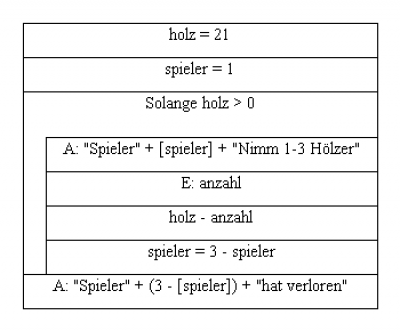 holz = 21
spieler = 1
Solange holz > 0
A: "Spieler" + [spieler] + "Nimm 1-3 Hölzer"
E: anzahl
holz - anzahl
spieler = 3 - spieler
A: "Spieler" + (3 - [spieler]) + "hat verloren"